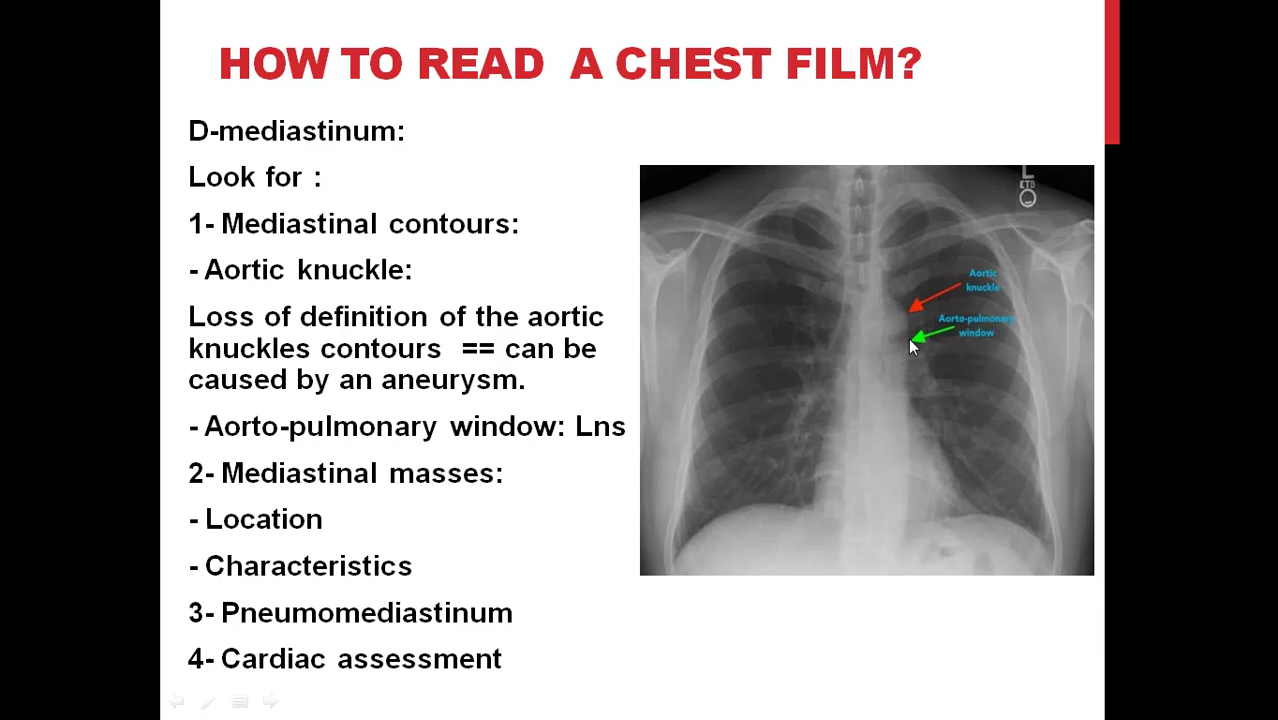 HOW TO READ A CHEST FILM?
D-mediastinum:
Look for :
1- Mediastinal contours:
- Aortic knuckle:
Loss of definition of the aortic
knuckles contours == can be
caused by an aneurysm.
- Aorto-pulmonary window: Lns
2- Mediastinal masses:
- Location
- Characteristics
3- Pneumomediastinum
4- Cardiac assessment
L
ETB
Aortic
knuckle
Aorto-pulmonary
window